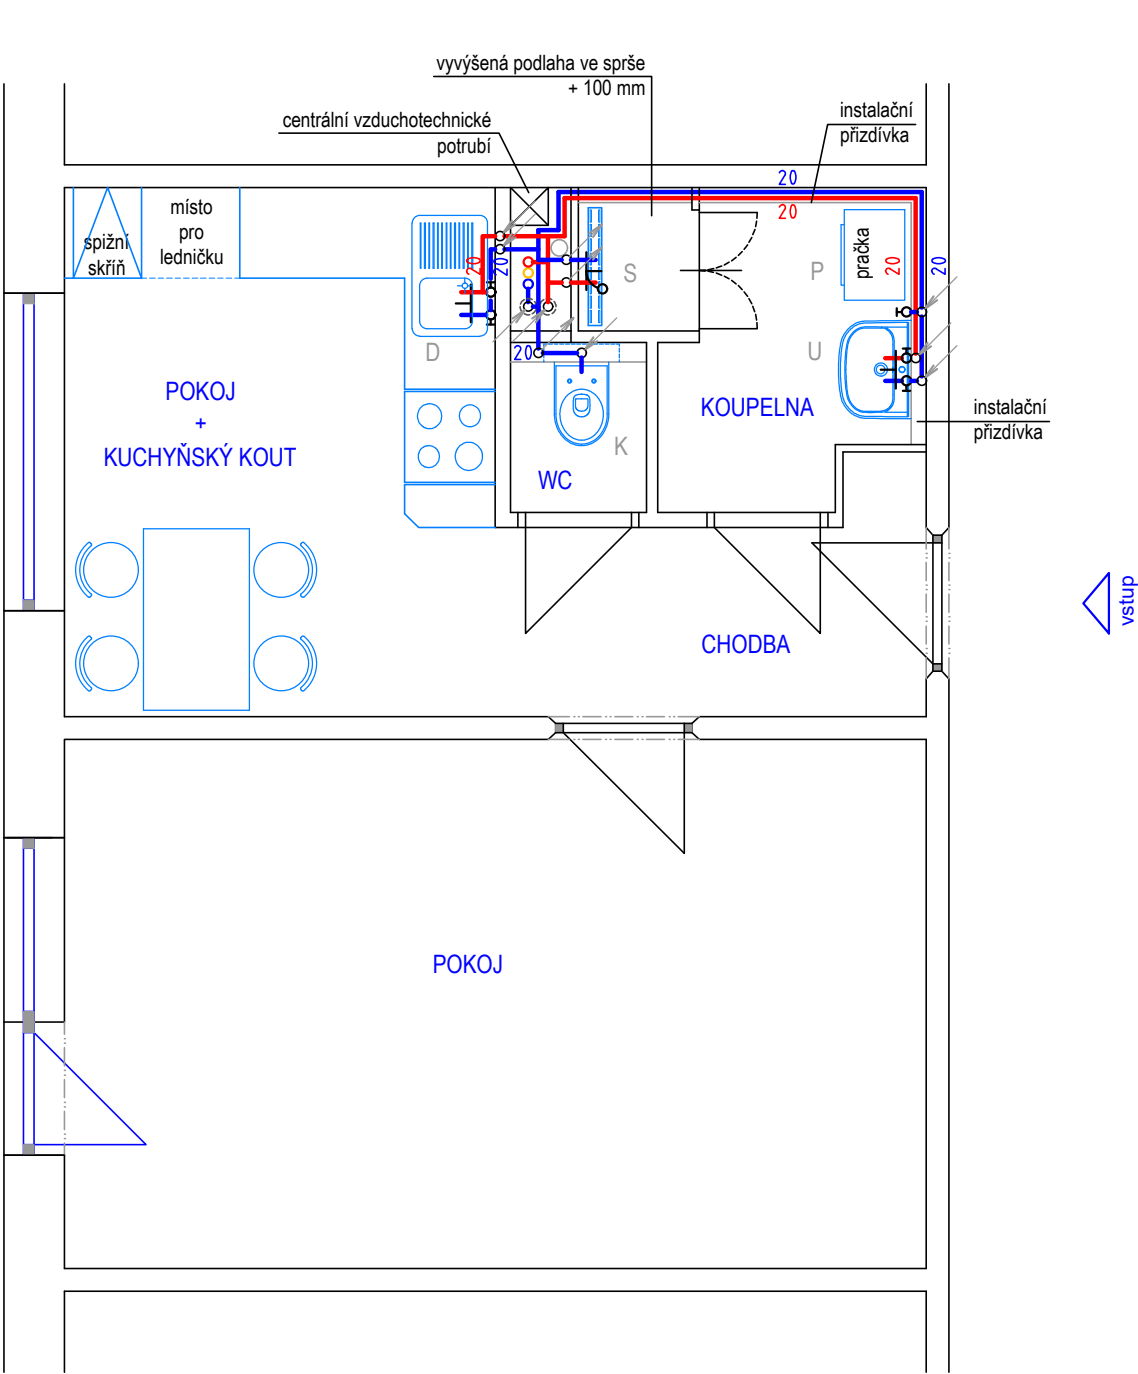 vyvýšená podlaha ve sprše
+ 100 mm
centrální vzduchotechnické
potrubí
instalační
přizdívka
20
20
místo
pro
ledničku
spižní
skříň
20
20
S
P
pračka
20
20
D
20
U
K
POKOJ
+
KUCHYŇSKÝ KOUT
KOUPELNA
WC
instalační
přizdívka
CHODBA
vstup
POKOJ